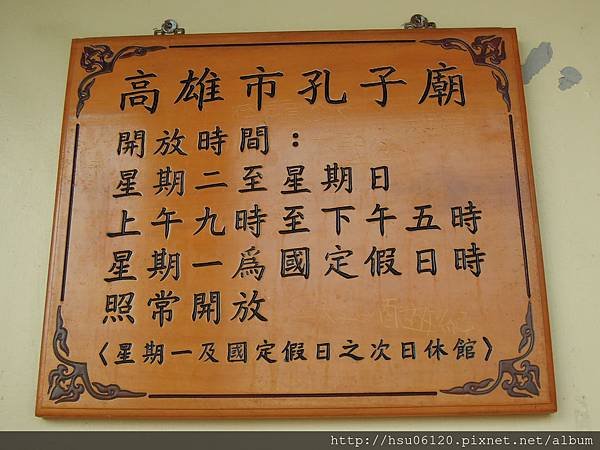 高雄市孔子廟
開放時間：
星期二至星期日
上午九時至下午五時
星期一為國定假日時
照常開放
〈星期一及國定假日之次日休館〉
http://hsu06120.pixnet.net/album